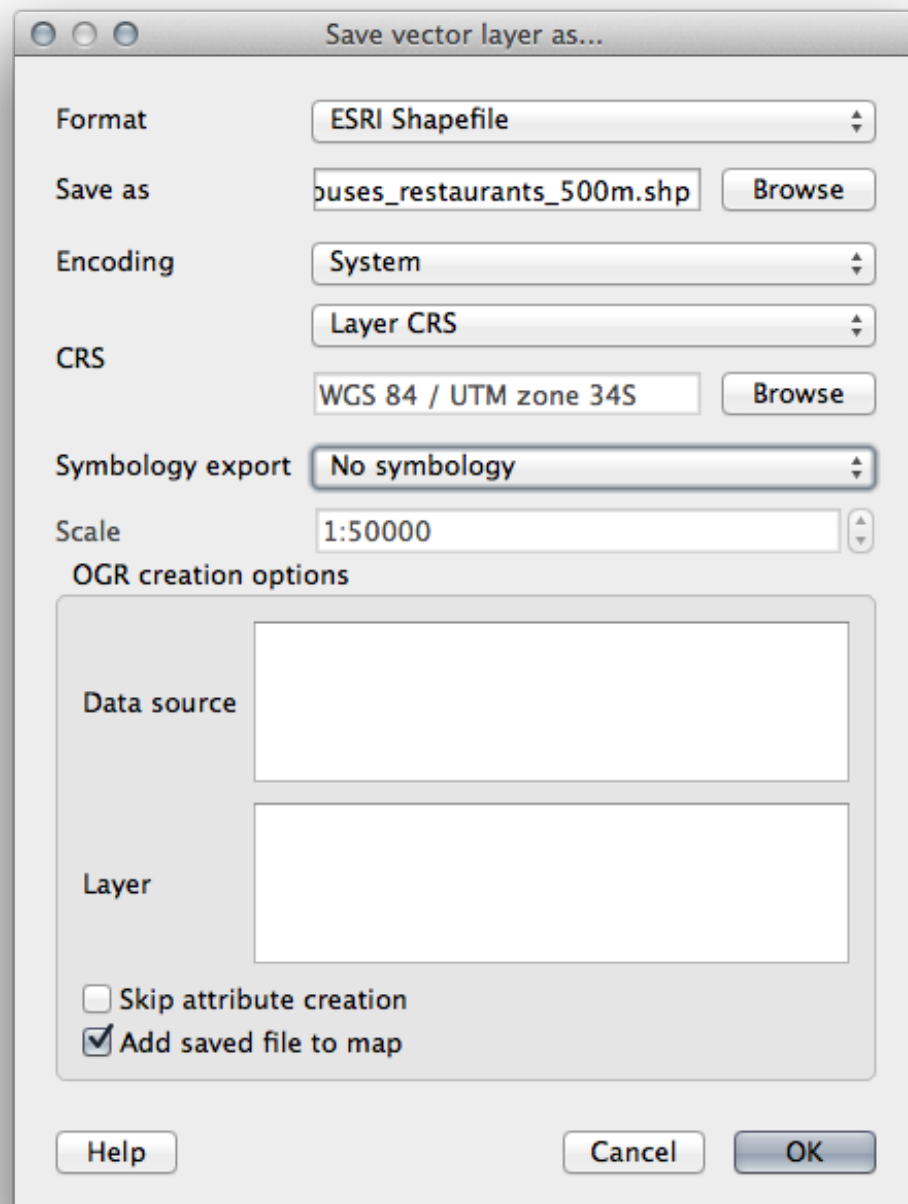 Save vector layer as...
Format ESRI Shapefile
Save as ouses_restaurants_500m.shp Browse
Encoding System
Layer CRS
CRS
WGS 84 / UTM zone 34S Browse
Symbology export No symbology
Scale 1:50000
OGR creation options
Data source
Layer
Skip attribute creation
Add saved file to map
Help Cancel OK